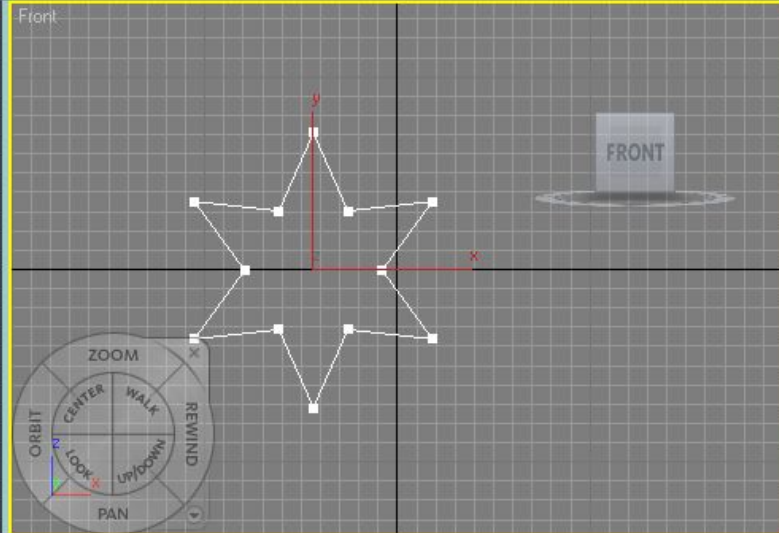 Front
y
FRONT
x
z
ZOOM
×
CENTER
WALK
ORBIT
REWIND
LOOK
UP/DOWN
z
x
PAN